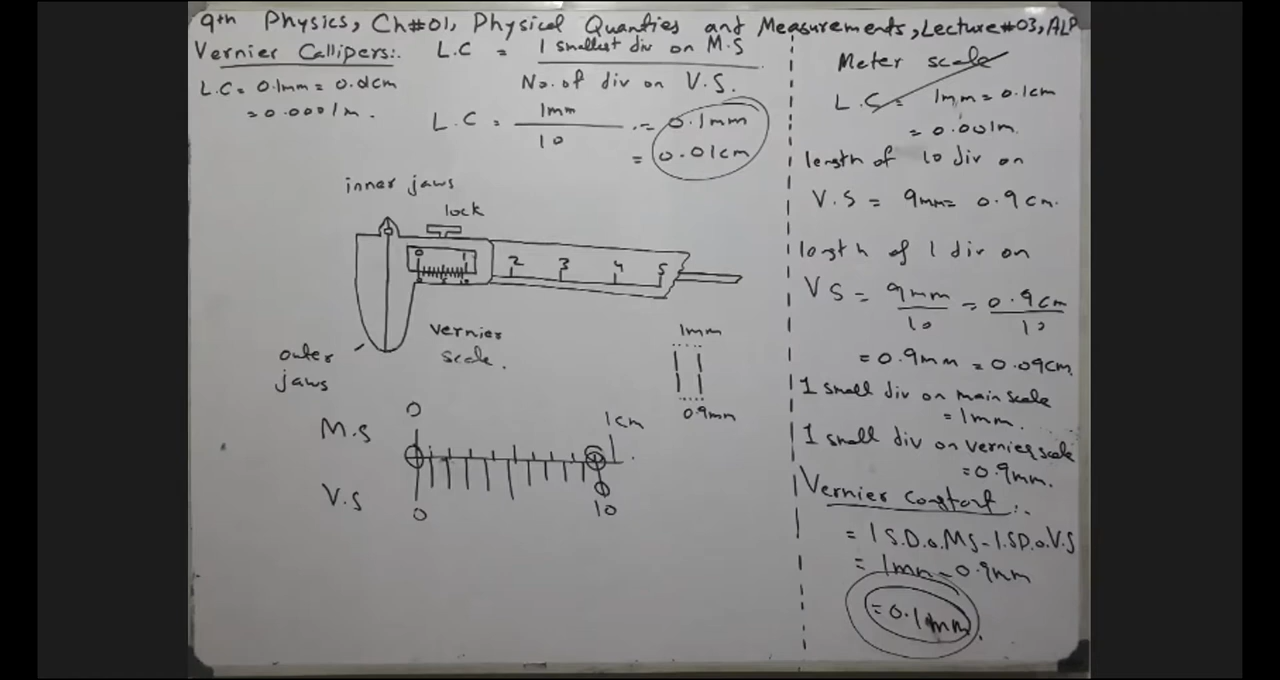 9th Physics, Ch#01, Physical Quanties and Measurements, Lecture#03, ALP
Vernier Callipers:.
L.C = 0.1mm = 0.01cm
= 0.0001m.
L.C = 1 smallest div on M.S
No. of div on V.S.
L.C = 1mm
10
= 0.1mm
= 0.01cm
inner jaws
lock
0 1
2 3 4 5
outer
jaws
vernier
scale.
1mm
0.9mm
M.S
0
1cm
V.S
0
10
Meter scale
L.C = 1mm = 0.1cm
= 0.001m.
length of 10 div on
V.S = 9mm = 0.9cm.
length of 1 div on
VS = 9mm = 0.9cm
10 10
= 0.9mm = 0.09cm.
1 small div on main scale
= 1mm.
1 small div on vernier scale
= 0.9mm.
Vernier constant:.
= 1 S.D.o.MS - 1.SD.o.V.S
= 1mm - 0.9mm
= 0.1mm.